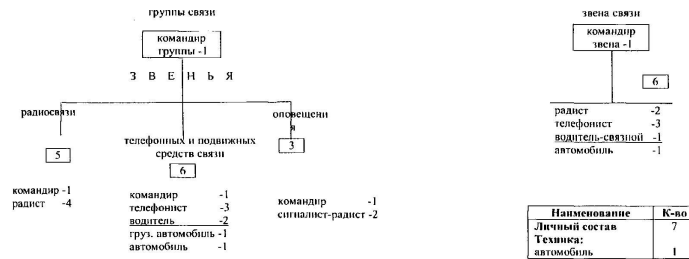 группы связи
командир
группы -1
З В Е Н Ь Я
радиосвязи
5
командир -1
радист -4
телефонных и подвижных
средств связи
6
командир -1
телефонист -3
водитель -2
груз. автомобиль -1
автомобиль -1
оповещени
я
3
командир -1
сигналист-радист -2
звена связи
командир
звена -1
6
радист -2
телефонист -3
водитель-связной -1
автомобиль -1
Наименование К-во
Личный состав 7
Техника:
автомобиль 1